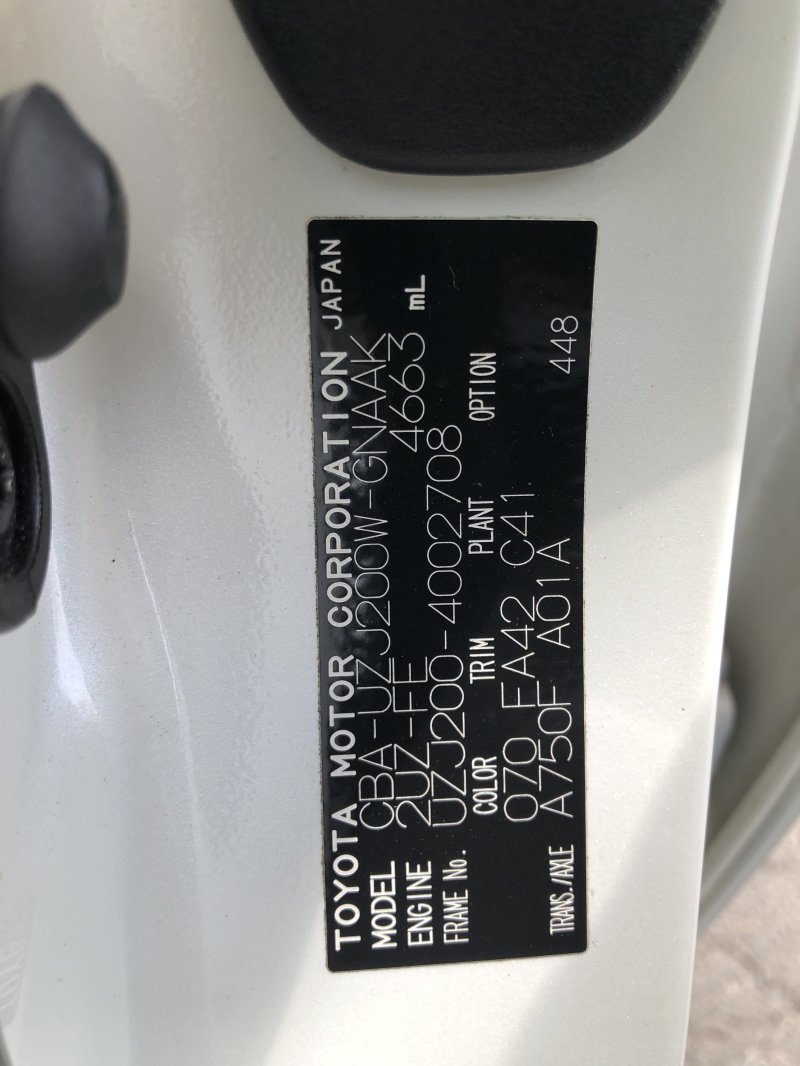 TOYOTA MOTOR CORPORATION JAPAN
MODEL CBA-UZJ200W-GNAAK
ENGINE 2UZ-FE 4663 mL
FRAME No. UZJ200-4002708
COLOR TRIM PLANT OPTION
070 FA42 C41
TRANS./AXLE A750F A01A 448